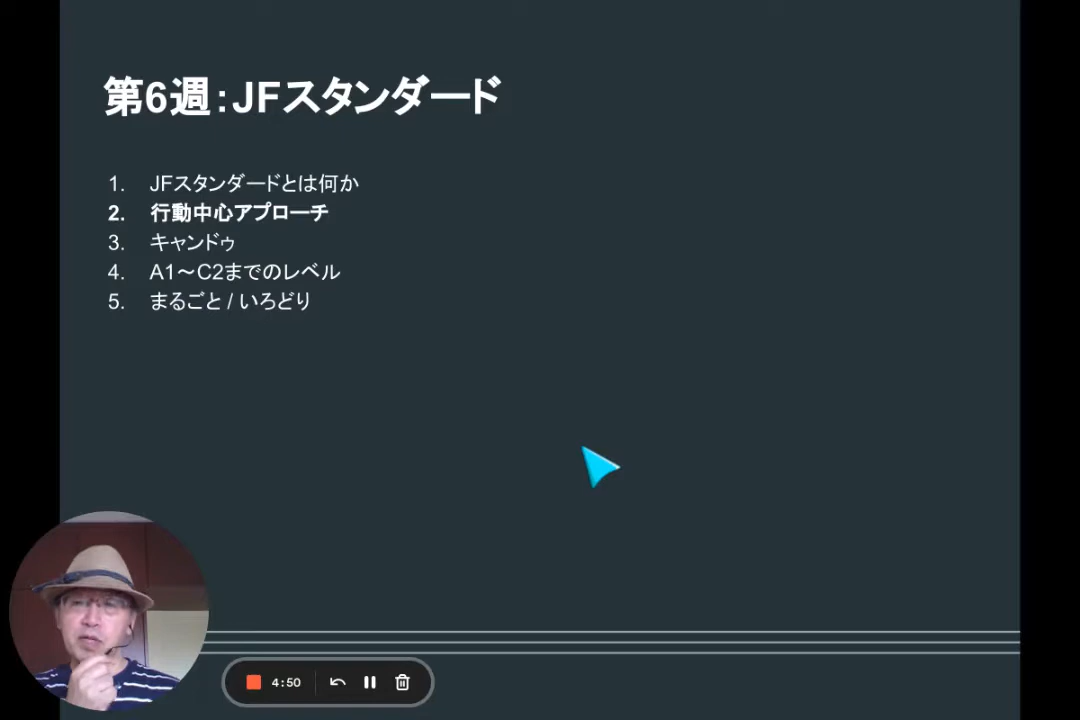 第6週：JFスタンダード
1. JFスタンダードとは何か
2. 行動中心アプローチ
3. キャンドゥ
4. A1～C2までのレベル
5. まるごと / いろどり
4:50